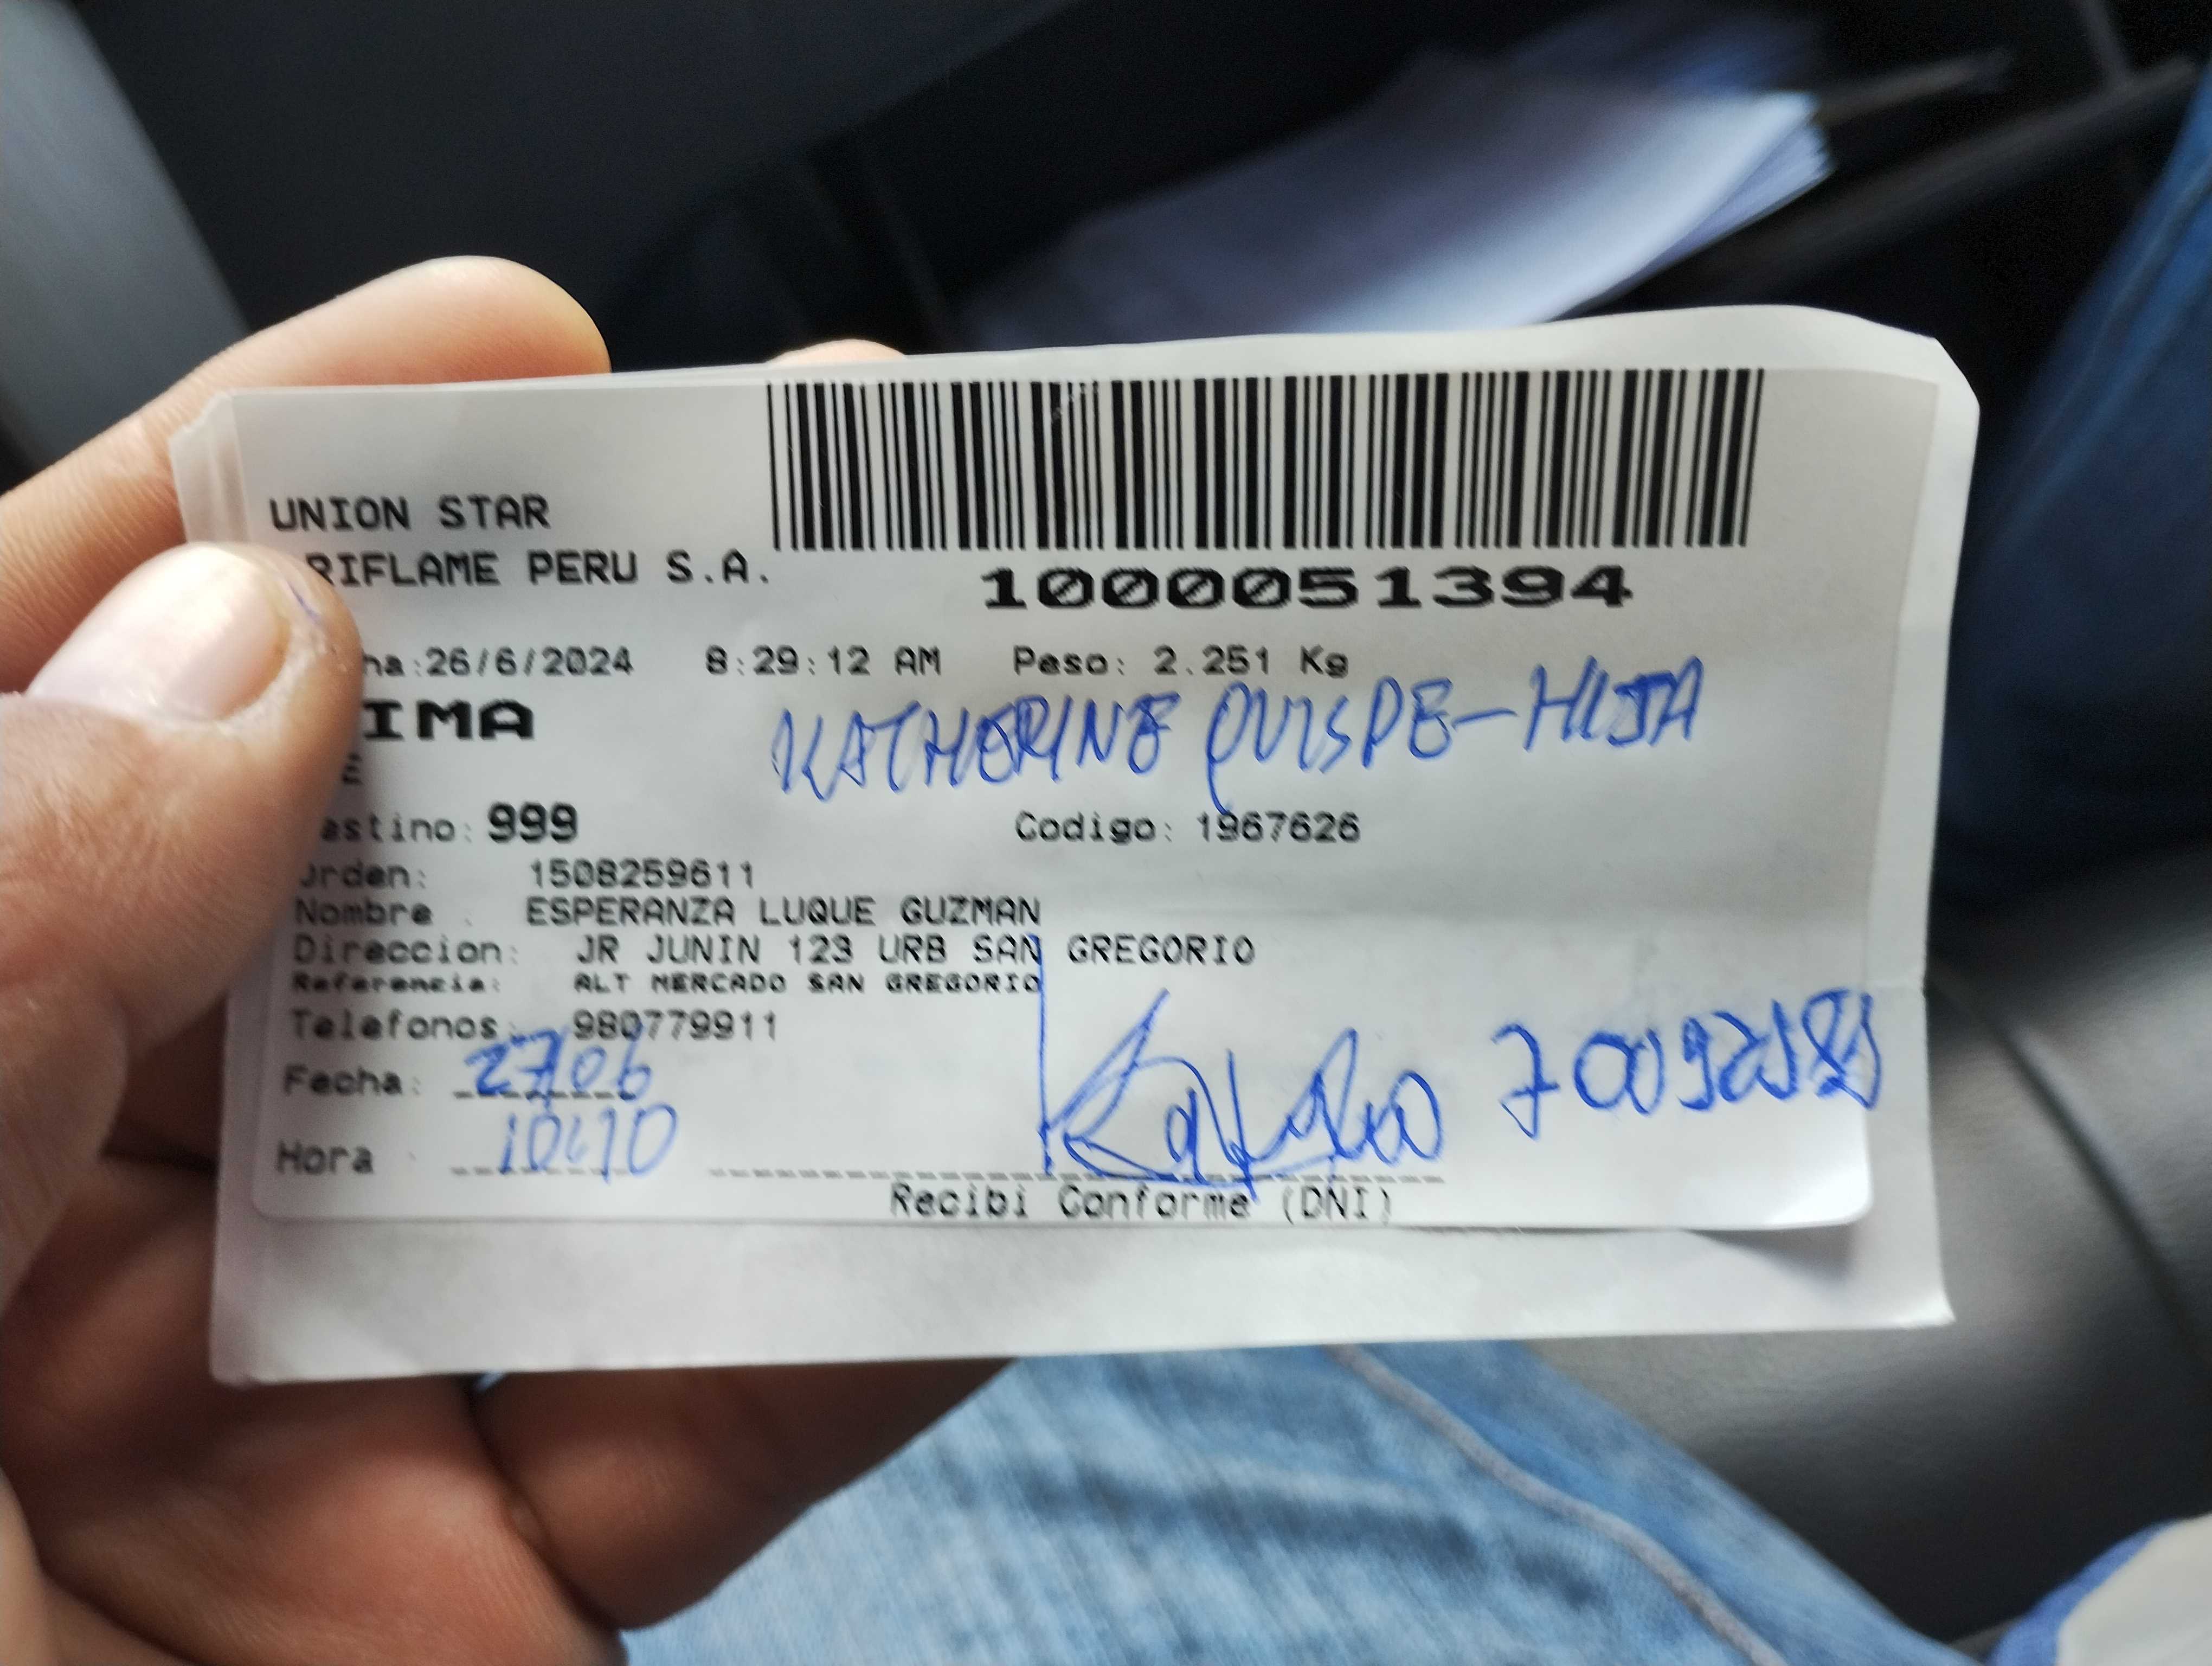 UNION STAR
RIFLAME PERU S.A.
1000051394
ha:26/6/2024 8:29:12 AM Peso: 2.251 Kg
IMA
KATHERINE QUISPE-HIJA
E
estino: 999 Codigo: 1967626
Orden: 1508259611
Nombre : ESPERANZA LUQUE GUZMAN
Direccion: JR JUNIN 123 URB SAN GREGORIO
Referencia: ALT MERCADO SAN GREGORIO
Telefonos: 980779911
Fecha: 27/06
Hora : 10:10
Recibi Conforme (DNI)